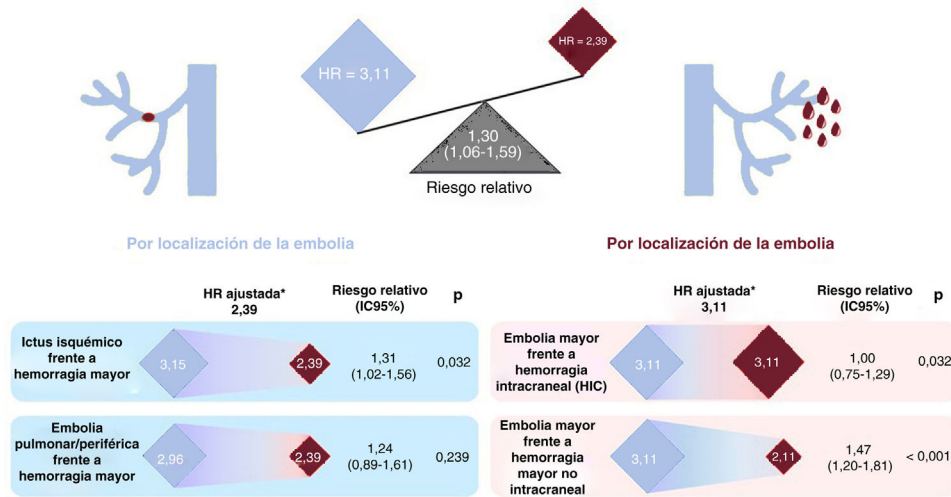 HR = 3,11
HR = 2,39
1,30
(1,06-1,59)
Riesgo relativo
Por localización de la embolia
HR ajustada*
2,39
Riesgo relativo
(IC95%)
p
Ictus isquémico
frente a
hemorragia mayor
3,15
2,39
1,31
(1,02-1,56)
0,032
Embolia
pulmonar/periférica
frente a
hemorragia mayor
2,96
2,39
1,24
(0,89-1,61)
0,239
Por localización de la embolia
HR ajustada*
3,11
Riesgo relativo
(IC95%)
p
Embolia mayor
frente a
hemorragia
intracraneal (HIC)
3,11
3,11
1,00
(0,75-1,29)
0,032
Embolia mayor
frente a
hemorragia
mayor no
intracraneal
3,11
2,11
1,47
(1,20-1,81)
< 0,001